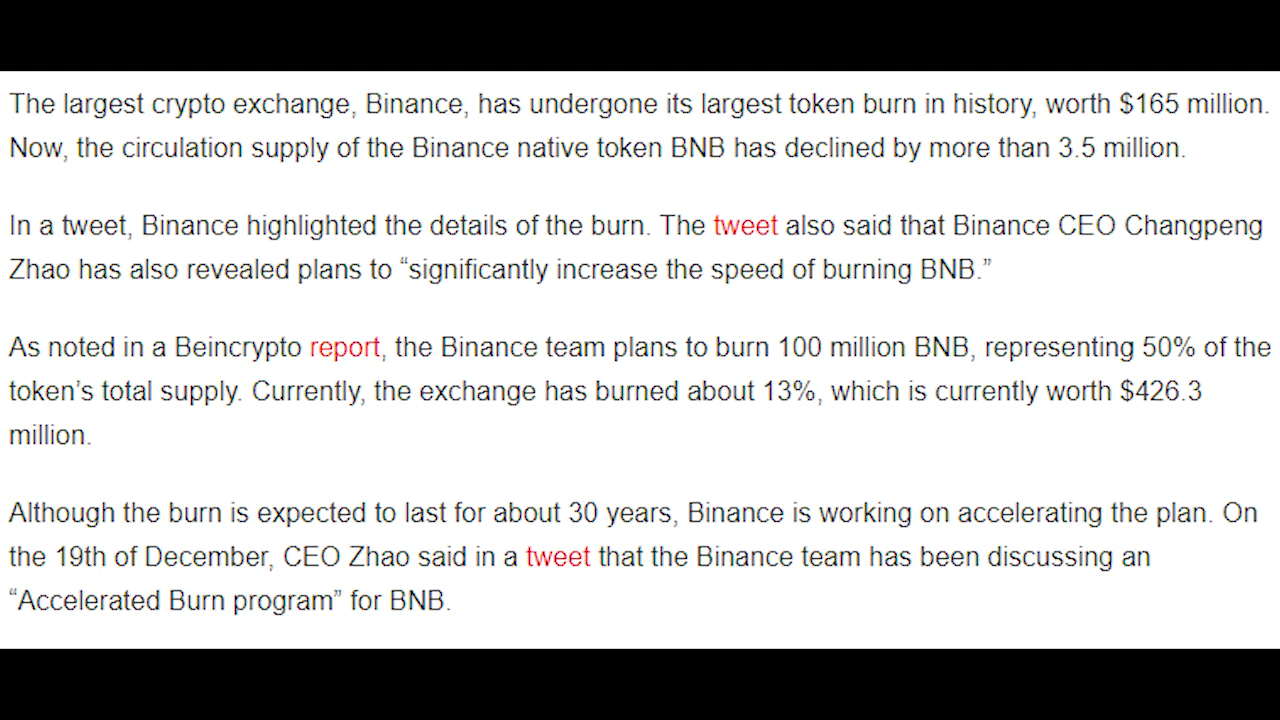 The largest crypto exchange, Binance, has undergone its largest token burn in history, worth $165 million.
Now, the circulation supply of the Binance native token BNB has declined by more than 3.5 million.
In a tweet, Binance highlighted the details of the burn. The tweet also said that Binance CEO Changpeng
Zhao has also revealed plans to “significantly increase the speed of burning BNB.”
As noted in a Beincrypto report, the Binance team plans to burn 100 million BNB, representing 50% of the
token’s total supply. Currently, the exchange has burned about 13%, which is currently worth $426.3
million.
Although the burn is expected to last for about 30 years, Binance is working on accelerating the plan. On
the 19th of December, CEO Zhao said in a tweet that the Binance team has been discussing an
“Accelerated Burn program” for BNB.